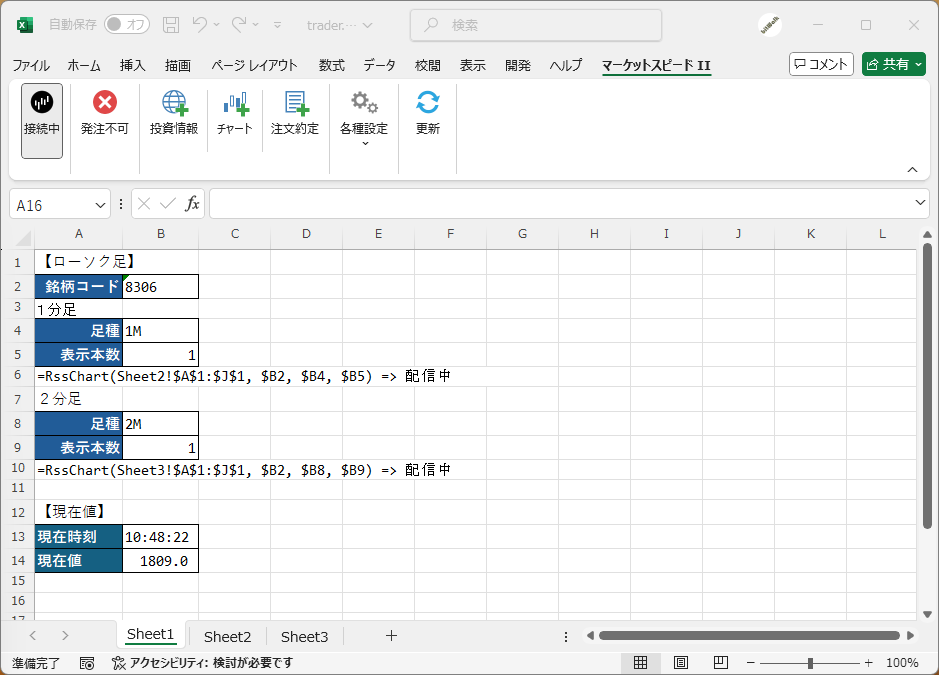 自動保存 オフ trader.… 検索
ファイル ホーム 挿入 描画 ページ レイアウト 数式 データ 校閲 表示 開発 ヘルプ マーケットスピード II コメント 共有
接続中 発注不可 投資情報 チャート 注文約定 各種設定 更新
A16 fx
A B C D E F G H I J K L
1 【ローソク足】
2 銘柄コード 8306
3 1分足
4 足種 1M
5 表示本数 1
6 =RssChart(Sheet2!$A$1:$J$1, $B2, $B4, $B5) => 配信中
7 2分足
8 足種 2M
9 表示本数 1
10 =RssChart(Sheet3!$A$1:$J$1, $B2, $B8, $B9) => 配信中
11
12 【現在値】
13 現在時刻 10:48:22
14 現在値 1809.0
15
16
17
Sheet1 Sheet2 Sheet3 +
準備完了 アクセシビリティ: 検討が必要です − + 100%